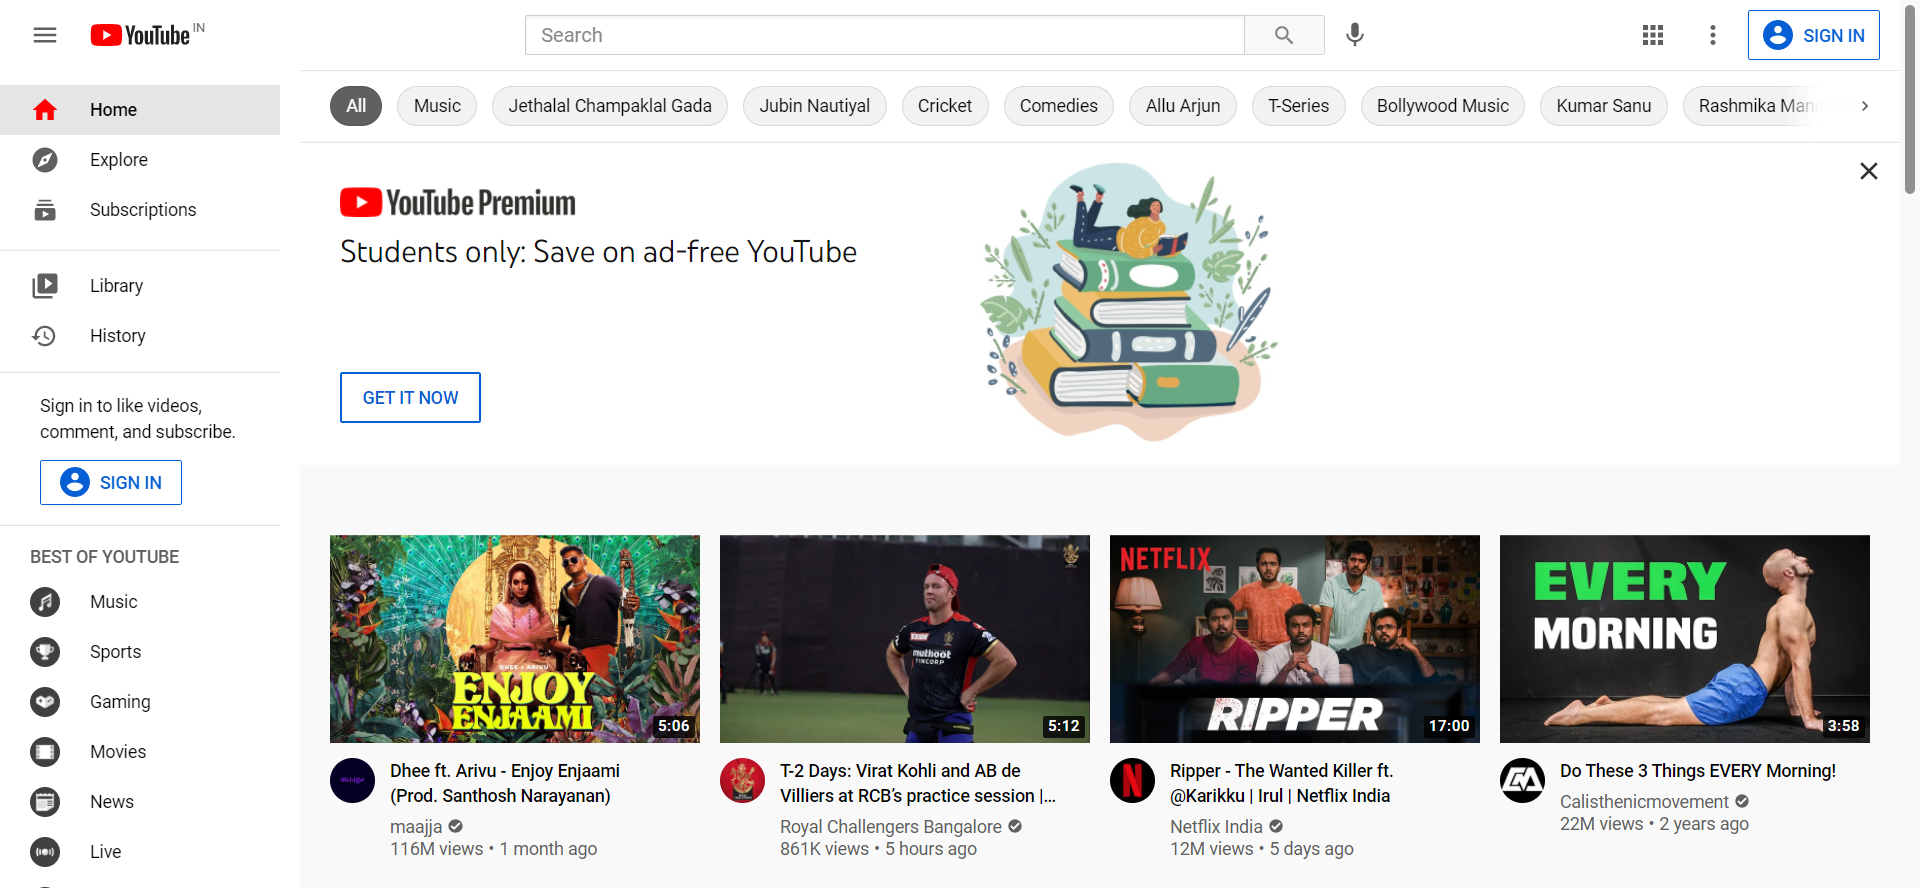 YouTube IN
Search
SIGN IN
Home
Explore
Subscriptions
Library
History
Sign in to like videos,
comment, and subscribe.
SIGN IN
BEST OF YOUTUBE
Music
Sports
Gaming
Movies
News
Live
All
Music
Jethalal Champaklal Gada
Jubin Nautiyal
Cricket
Comedies
Allu Arjun
T-Series
Bollywood Music
Kumar Sanu
Rashmika
YouTube Premium
Students only: Save on ad-free YouTube
GET IT NOW
DHEE x ARIVU
ENJOY
ENJAAMI
5:06
Dhee ft. Arivu - Enjoy Enjaami
(Prod. Santhosh Narayanan)
maajja
116M views • 1 month ago
muthoot
FINCORP
5:12
T-2 Days: Virat Kohli and AB de
Villiers at RCB’s practice session |...
Royal Challengers Bangalore
861K views • 5 hours ago
NETFLIX
RIPPER
17:00
Ripper - The Wanted Killer ft.
@Karikku | Irul | Netflix India
Netflix India
12M views • 5 days ago
EVERY
MORNING
3:58
Do These 3 Things EVERY Morning!
Calisthenicmovement
22M views • 2 years ago